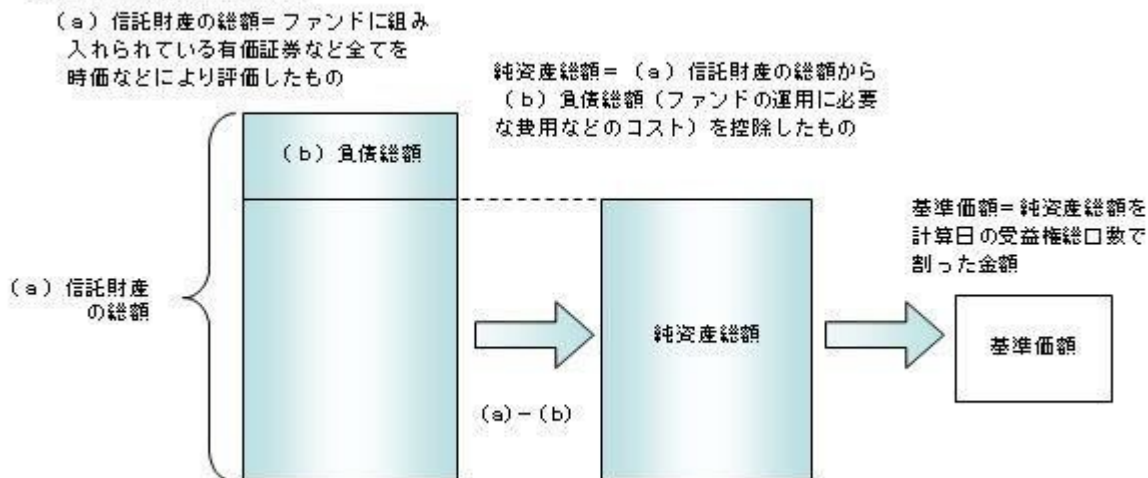 （a）信託財産の総額＝ファンドに組み
入れられている有価証券など全てを
時価などにより評価したもの
純資産総額＝（a）信託財産の総額から
（b）負債総額（ファンドの運用に必要
な費用などのコスト）を控除したもの
（b）負債総額
基準価額＝純資産総額を
計算日の受益権総口数で
割った金額
（a）信託財産
の総額
純資産総額
基準価額
（a）－（b）